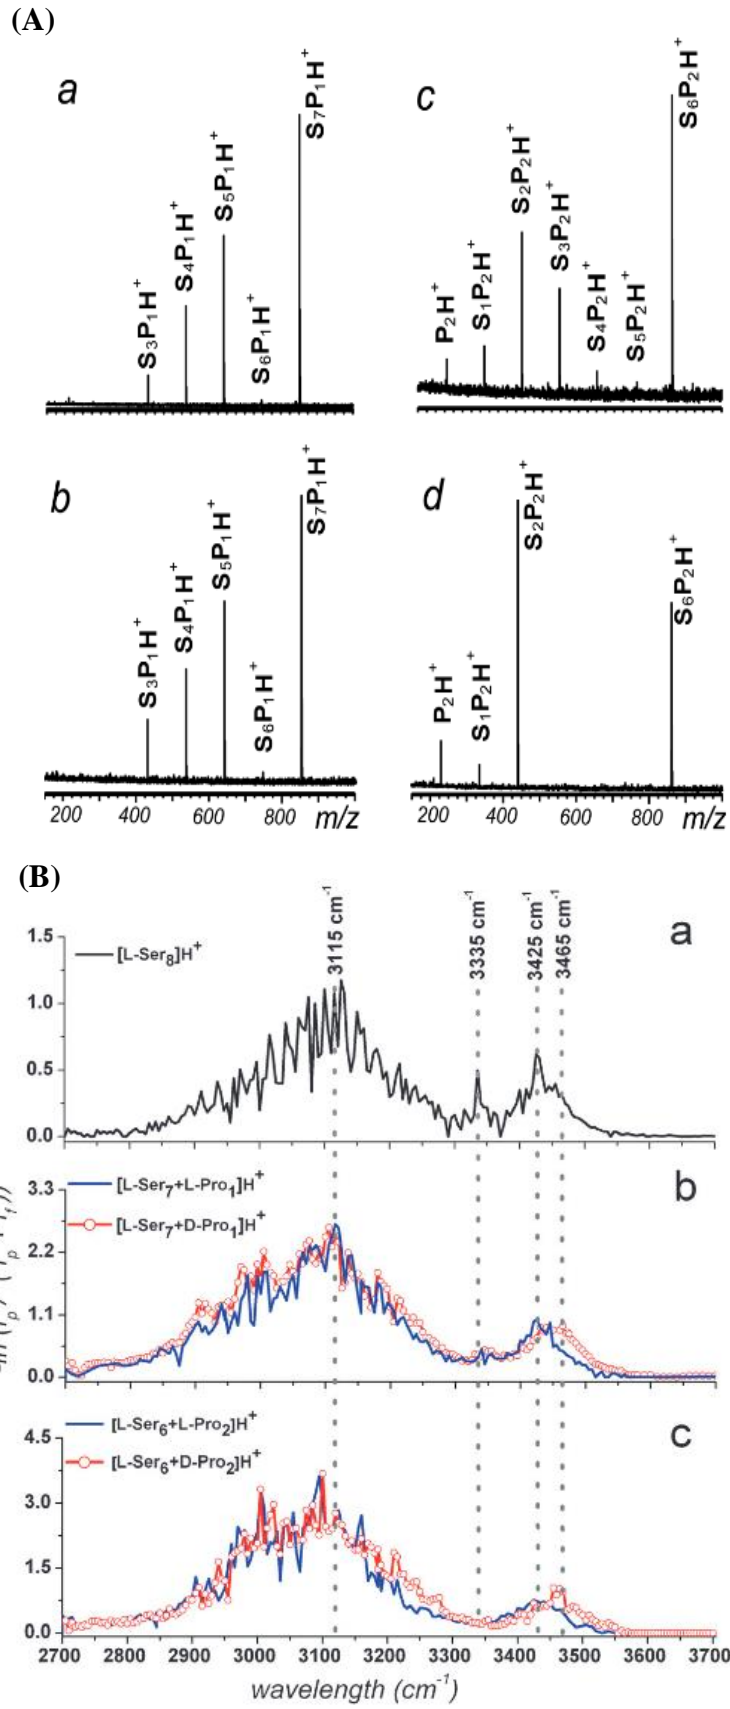 (A)
a
S3P1H+
S4P1H+
S5P1H+
S6P1H+
S7P1H+
c
P2H+
S1P2H+
S2P2H+
S3P2H+
S4P2H+
S5P2H+
S6P2H+
b
S3P1H+
S4P1H+
S5P1H+
S6P1H+
S7P1H+
200 400 600 800 m/z
d
P2H+
S1P2H+
S2P2H+
S6P2H+
200 400 600 800 m/z
(B)
3115 cm-1
3335 cm-1
3425 cm-1
3465 cm-1
a
[L-Ser8]H+
1.5
1.0
0.5
0.0
b
[L-Ser7+L-Pro1]H+
[L-Ser7+D-Pro1]H+
3.3
2.2
1.1
0.0
c
[L-Ser6+L-Pro2]H+
[L-Ser6+D-Pro2]H+
4.5
3.0
1.5
0.0
2700 2800 2900 3000 3100 3200 3300 3400 3500 3600 3700
wavelength (cm-1)